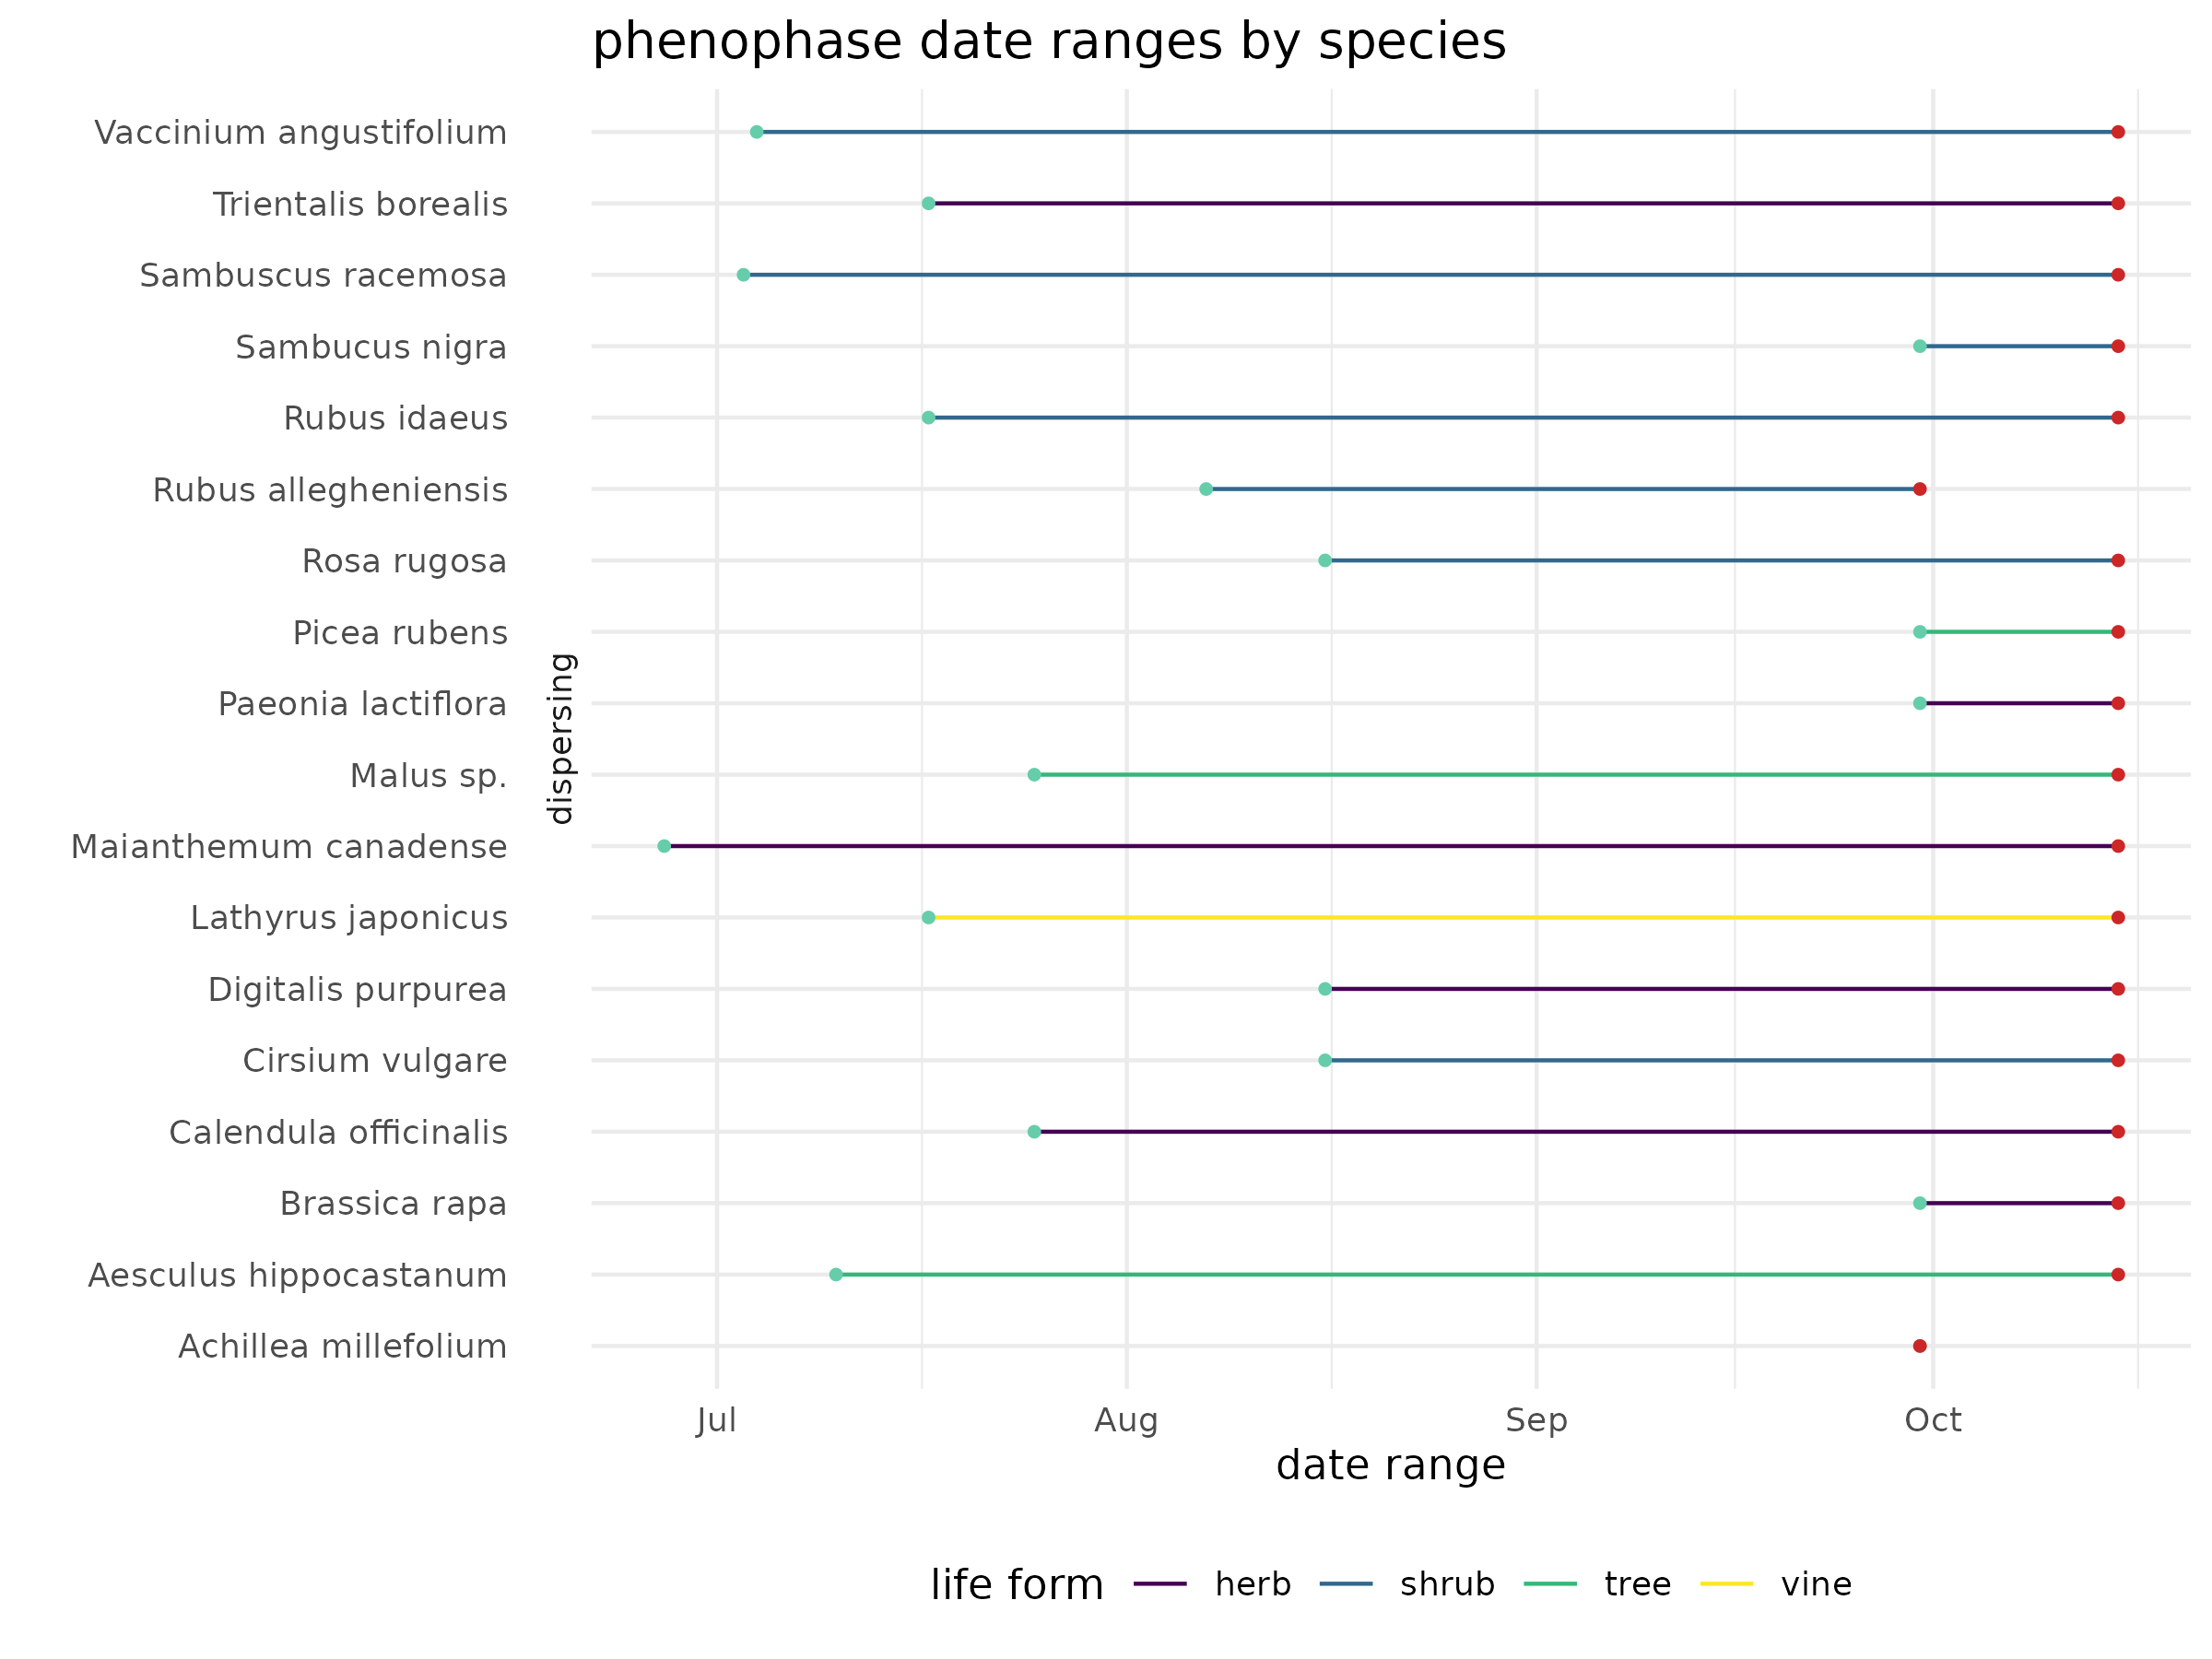 phenophase date ranges by species
Vaccinium angustifolium
Trientalis borealis
Sambuscus racemosa
Sambucus nigra
Rubus idaeus
Rubus allegheniensis
Rosa rugosa
Picea rubens
Paeonia lactiflora
Malus sp.
Maianthemum canadense
Lathyrus japonicus
Digitalis purpurea
Cirsium vulgare
Calendula officinalis
Brassica rapa
Aesculus hippocastanum
Achillea millefolium
dispersing
Jul Aug Sep Oct
date range
life form herb shrub tree vine